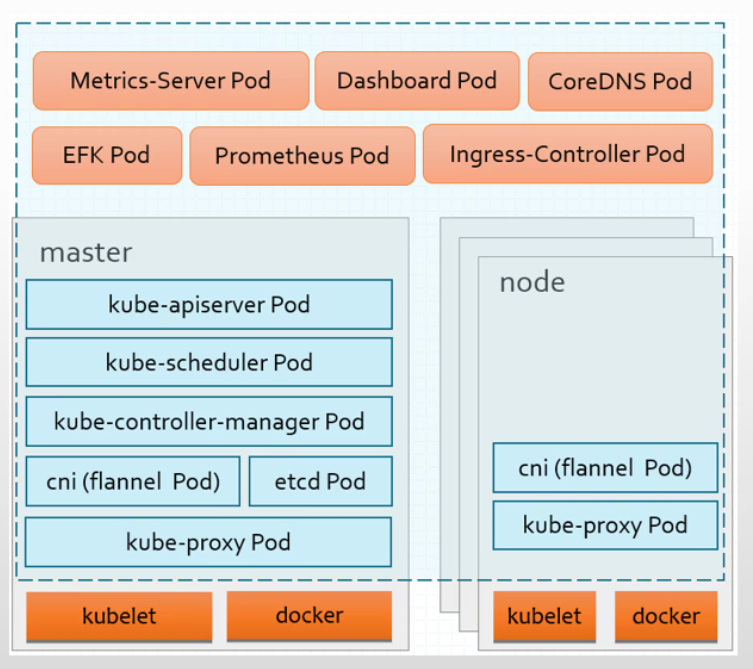 Metrics-Server Pod
Dashboard Pod
CoreDNS Pod
EFK Pod
Prometheus Pod
Ingress-Controller Pod
master
kube-apiserver Pod
kube-scheduler Pod
kube-controller-manager Pod
cni (flannel Pod)
etcd Pod
kube-proxy Pod
kubelet
docker
node
cni (flannel Pod)
kube-proxy Pod
kubelet
docker